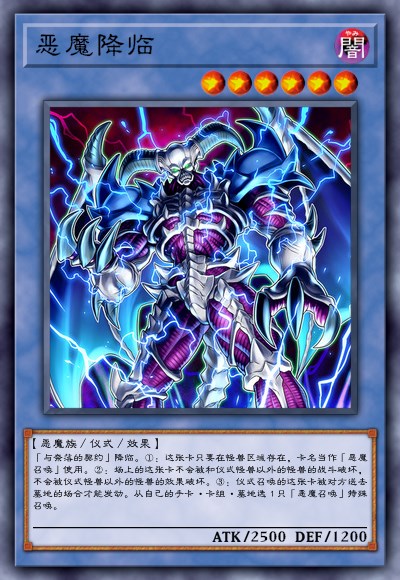 恶魔降临
やみ
闇
【恶魔族／仪式／效果】
「与奈落的契约」降临。①：这张卡只要在怪兽区域存在，卡名当作「恶魔
召唤」使用。②：场上的这张卡不会被和仪式怪兽以外的怪兽的战斗破坏，
不会被仪式怪兽以外的怪兽的效果破坏。③：仪式召唤的这张卡被对方送去
墓地的场合才能发动。从自己的手卡·卡组·墓地选1只「恶魔召唤」特殊
召唤。
ATK/2500 DEF/1200